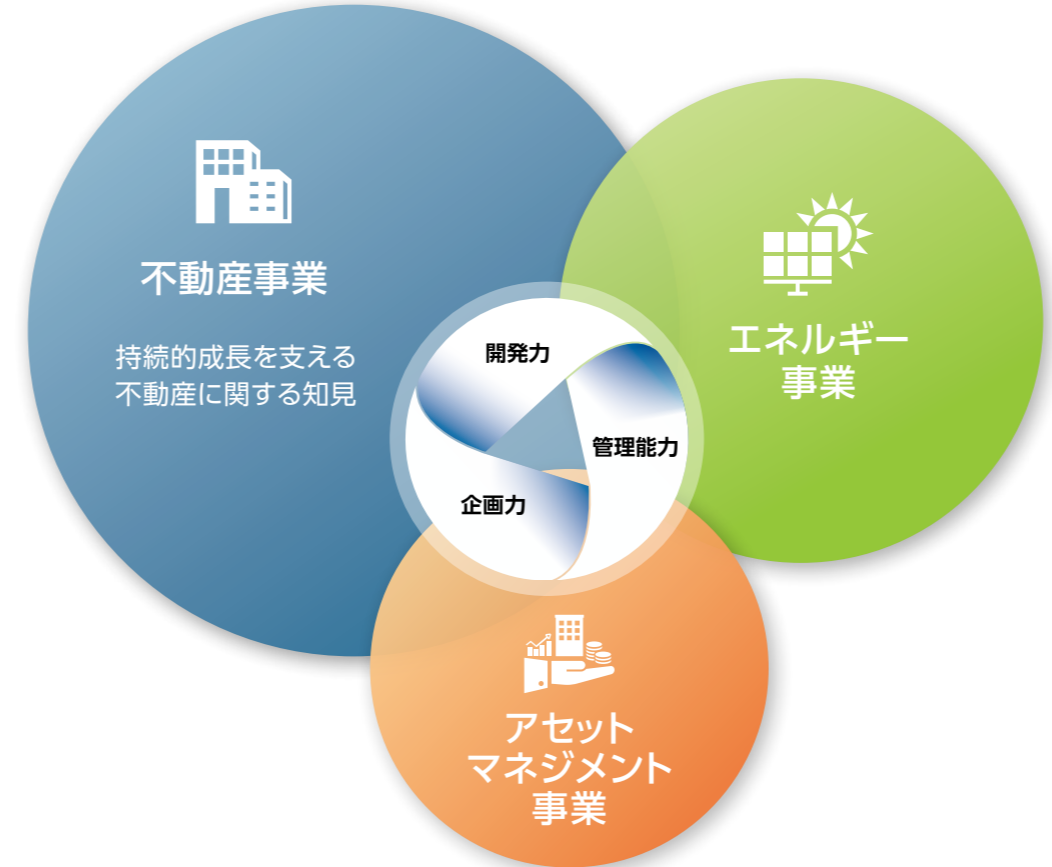 不動産事業
持続的成長を支える
不動産に関する知見
エネルギー
事業
開発力
管理能力
企画力
アセット
マネジメント
事業